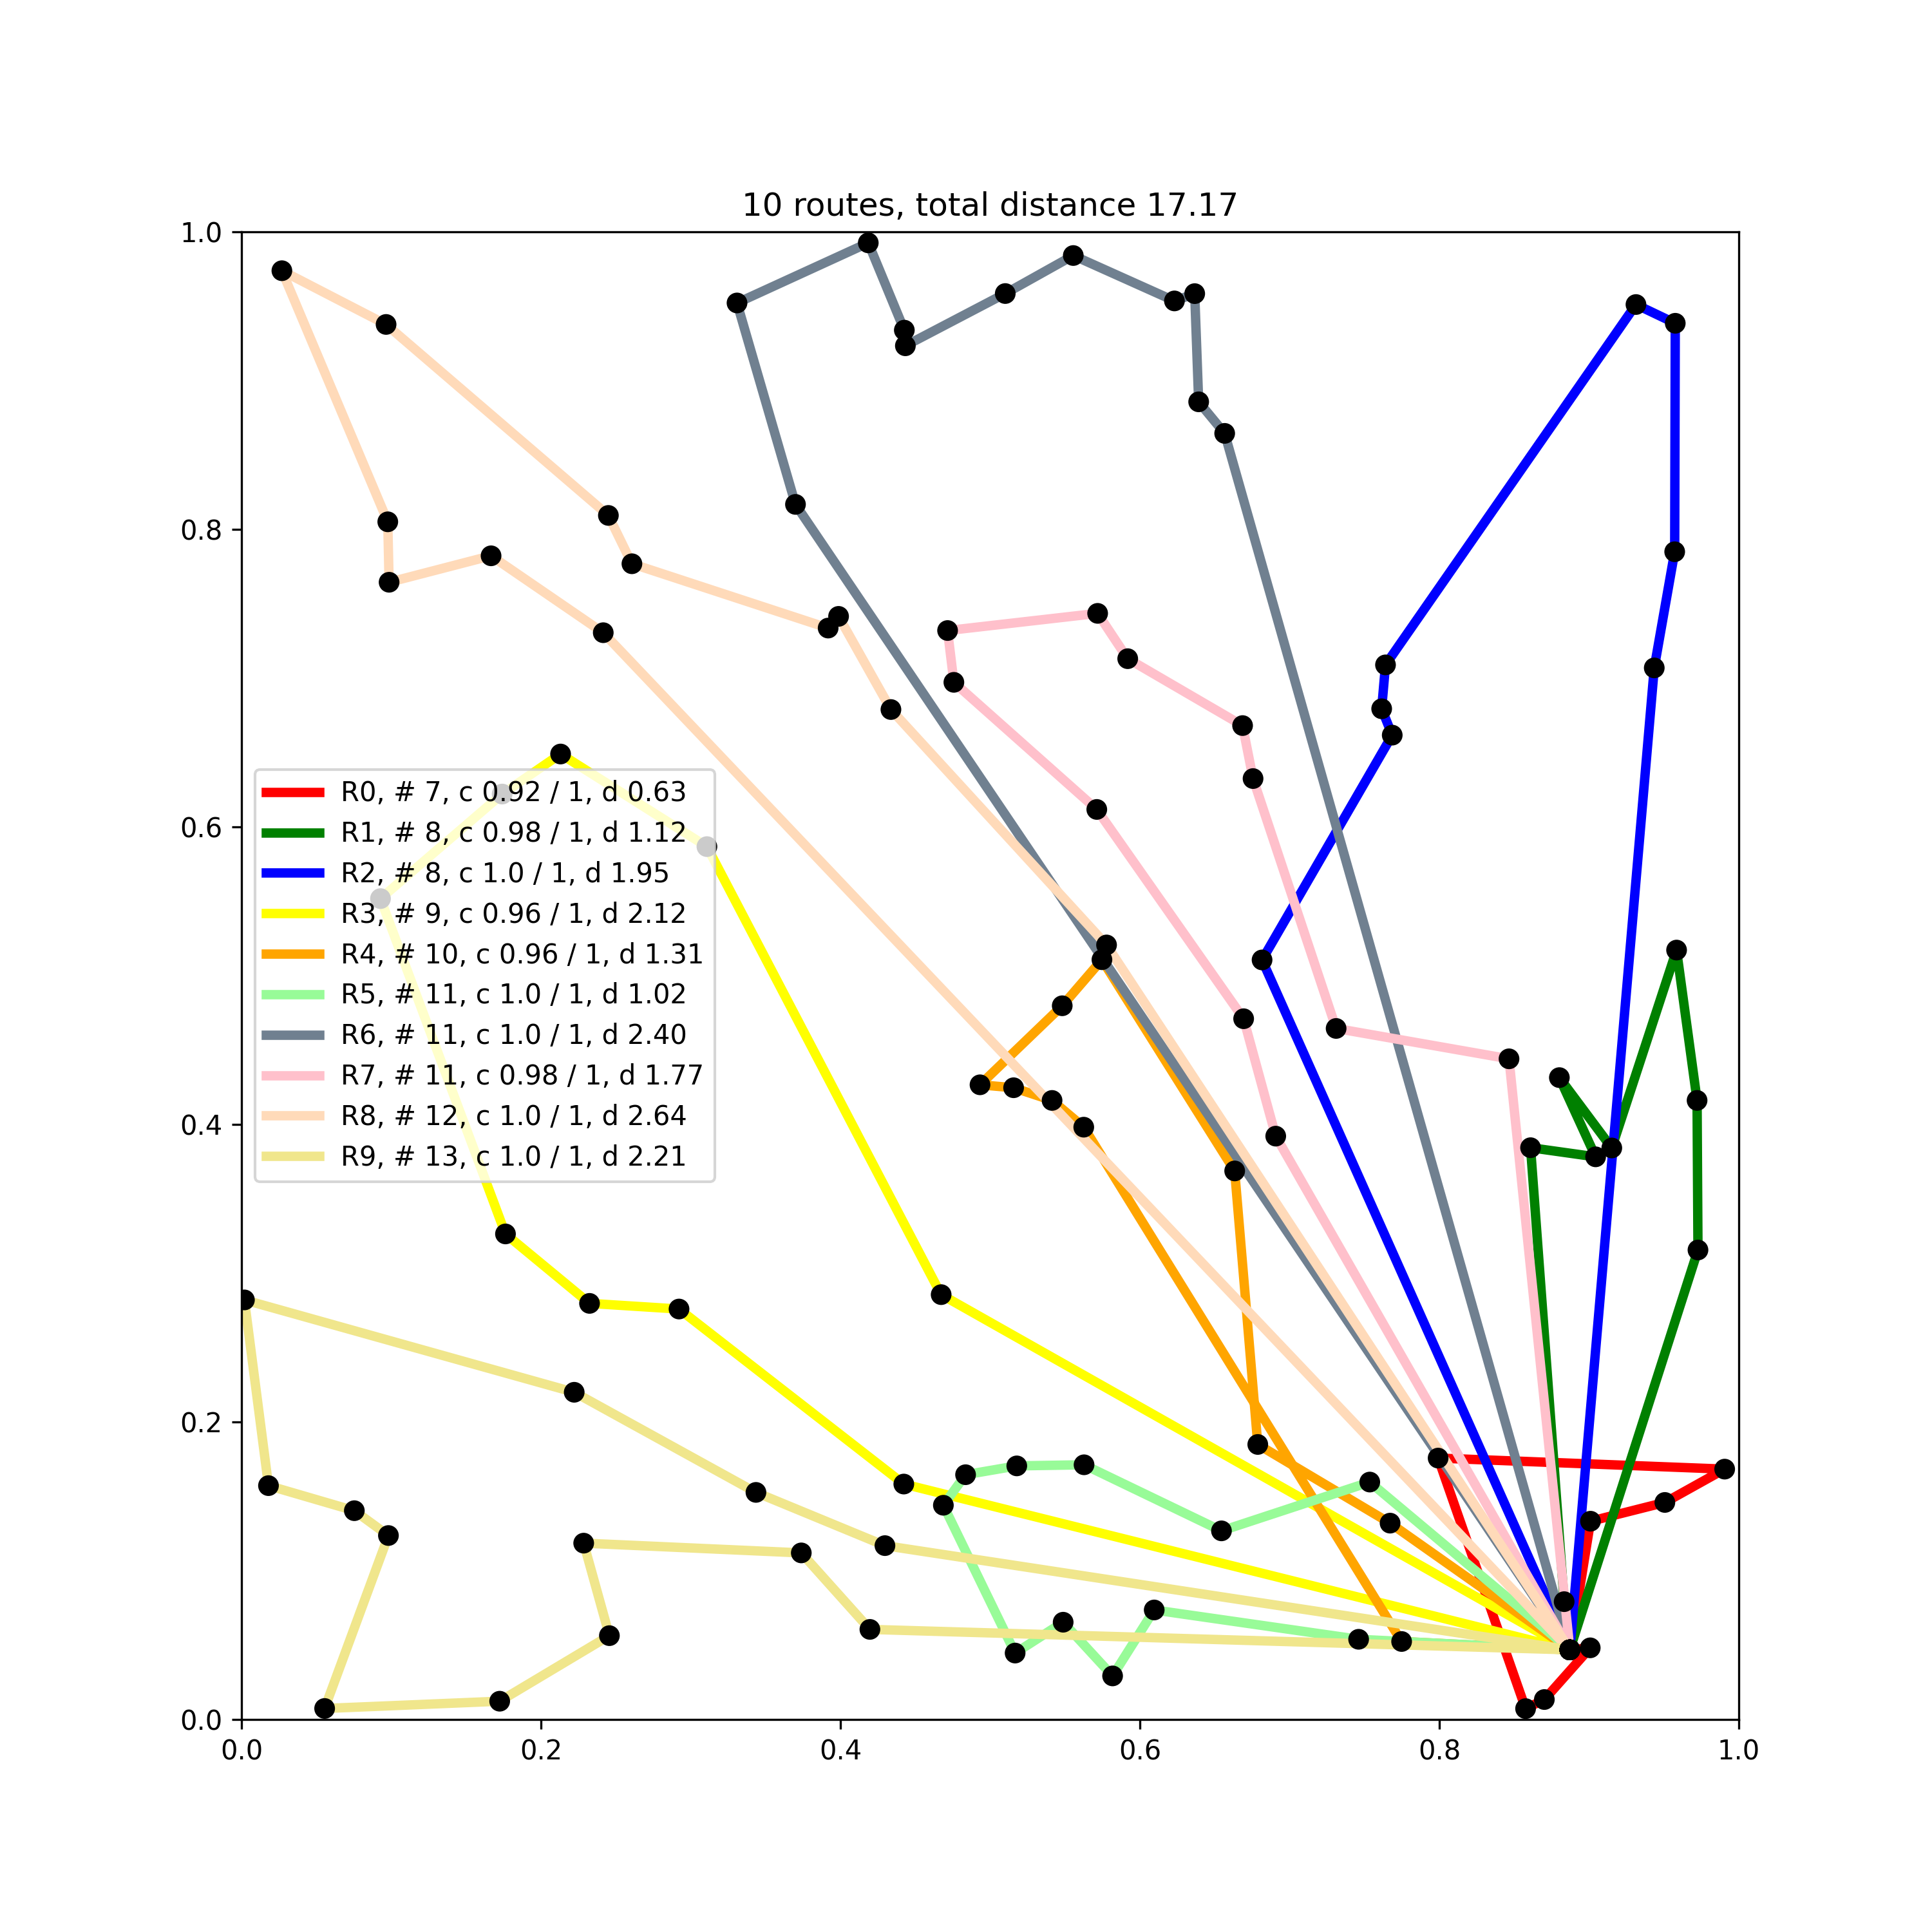 10 routes, total distance 17.17
1.0
0.8
0.6
0.4
0.2
0.0
R0, # 7, c 0.92 / 1, d 0.63
R1, # 8, c 0.98 / 1, d 1.12
R2, # 8, c 1.0 / 1, d 1.95
R3, # 9, c 0.96 / 1, d 2.12
R4, # 10, c 0.96 / 1, d 1.31
R5, # 11, c 1.0 / 1, d 1.02
R6, # 11, c 1.0 / 1, d 2.40
R7, # 11, c 0.98 / 1, d 1.77
R8, # 12, c 1.0 / 1, d 2.64
R9, # 13, c 1.0 / 1, d 2.21
0.0 0.2 0.4 0.6 0.8 1.0